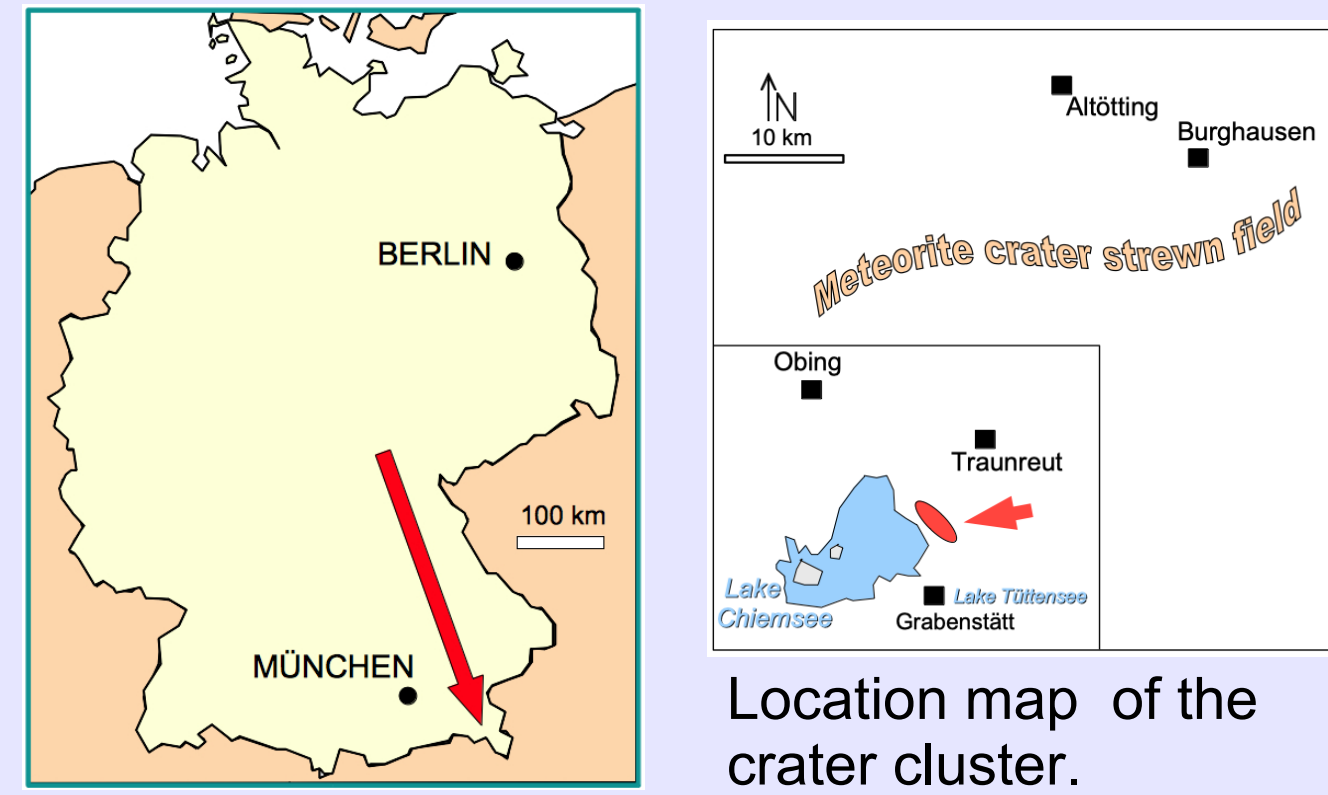 BERLIN
100 km
MÜNCHEN
N
10 km
Altötting
Burghausen
Meteorite crater strewn field
Obing
Traunreut
Lake
Chiemsee
Lake Tüttensee
Grabenstätt
Location map of the
crater cluster.